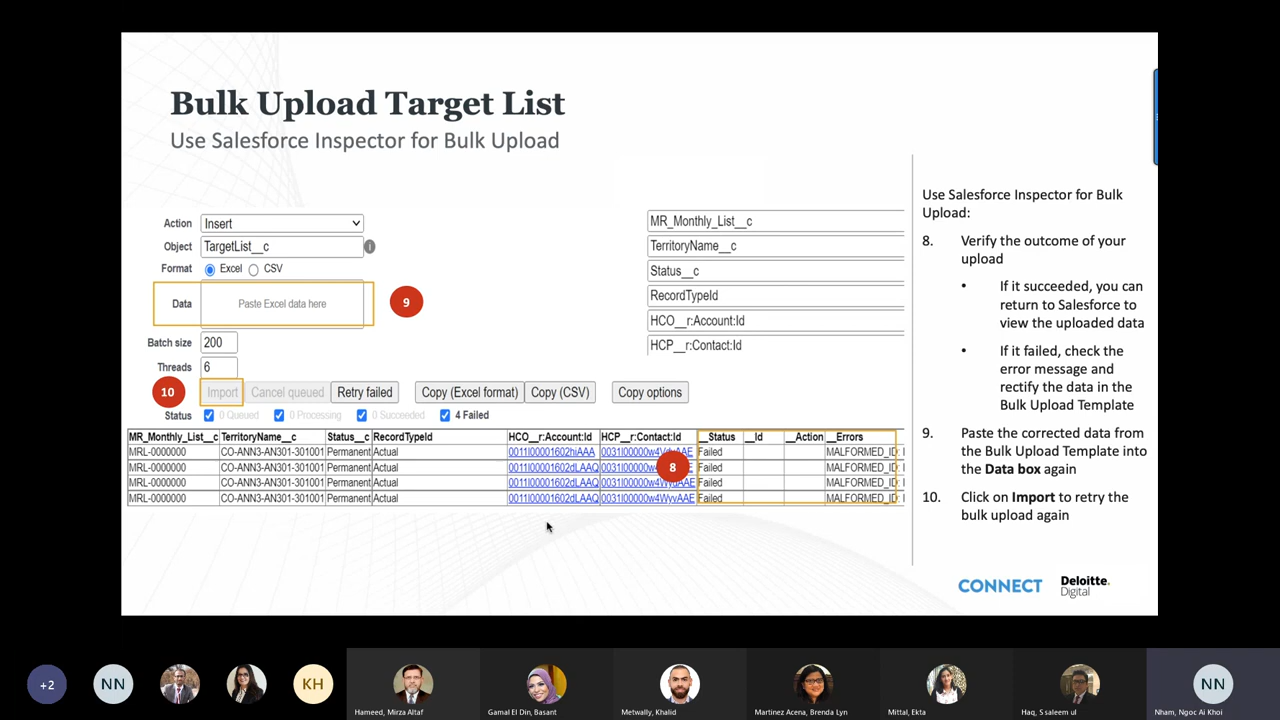 Bulk Upload Target List
Use Salesforce Inspector for Bulk Upload
Action
Insert
Object
TargetList__c
i
Format
Excel
CSV
Data
Paste Excel data here
9
Batch size
200
Threads
6
10
Import
Cancel queued
Retry failed
Copy (Excel format)
Copy (CSV)
Copy options
Status
0 Queued
0 Processing
0 Succeeded
4 Failed
MR_Monthly_List__c
TerritoryName__c
Status__c
RecordTypeId
HCO__r:Account:Id
HCP__r:Contact:Id
MR_Monthly_List__c TerritoryName__c Status__c RecordTypeId HCO__r:Account:Id HCP__r:Contact:Id __Status __Id __Action __Errors
MRL-0000000 CO-ANN3-AN301-301001 Permanent Actual Failed MALFORMED_ID:
MRL-0000000 CO-ANN3-AN301-301001 Permanent Actual Failed MALFORMED_ID:
MRL-0000000 CO-ANN3-AN301-301001 Permanent Actual Failed MALFORMED_ID:
MRL-0000000 CO-ANN3-AN301-301001 Permanent Actual Failed MALFORMED_ID:
8
Use Salesforce Inspector for Bulk
Upload:
8. Verify the outcome of your
upload
• If it succeeded, you can
return to Salesforce to
view the uploaded data
• If it failed, check the
error message and
rectify the data in the
Bulk Upload Template
9. Paste the corrected data from
the Bulk Upload Template into
the Data box again
10. Click on Import to retry the
bulk upload again
CONNECT
Deloitte.
Digital
+2
NN
KH
NN
Hameed, Mirza Altaf
Gamal El Din, Basant
Metwally, Khalid
Martinez Acena, Brenda Lyn
Mittal, Ekta
Haq, S saleem ul
Nham, Ngoc Ai Khoi